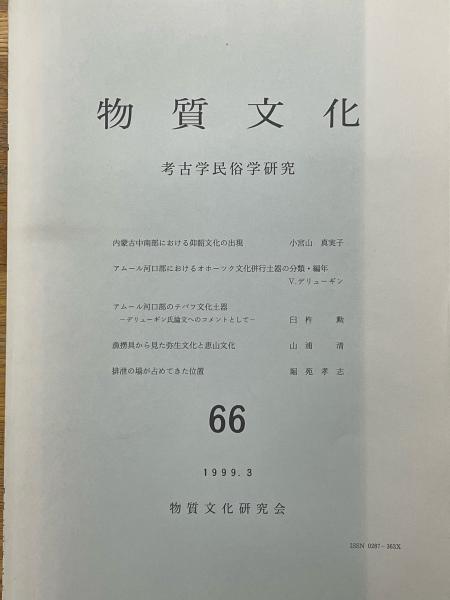 物質文化
考古学民俗学研究
内蒙古中南部における仰韶文化の出現 小宮山 真実子
アムール河口部におけるオホーツク文化併行土器の分類・編年
V.デリューギン
アムール河口部のテバフ文化土器
－デリューギン氏論文へのコメントとして－ 臼杵 勲
漁撈具から見た弥生文化と恵山文化 山浦 清
排泄の場が占めてきた位置 堀苑孝志
66
1999.3
物質文化研究会
ISSN 0287-363X